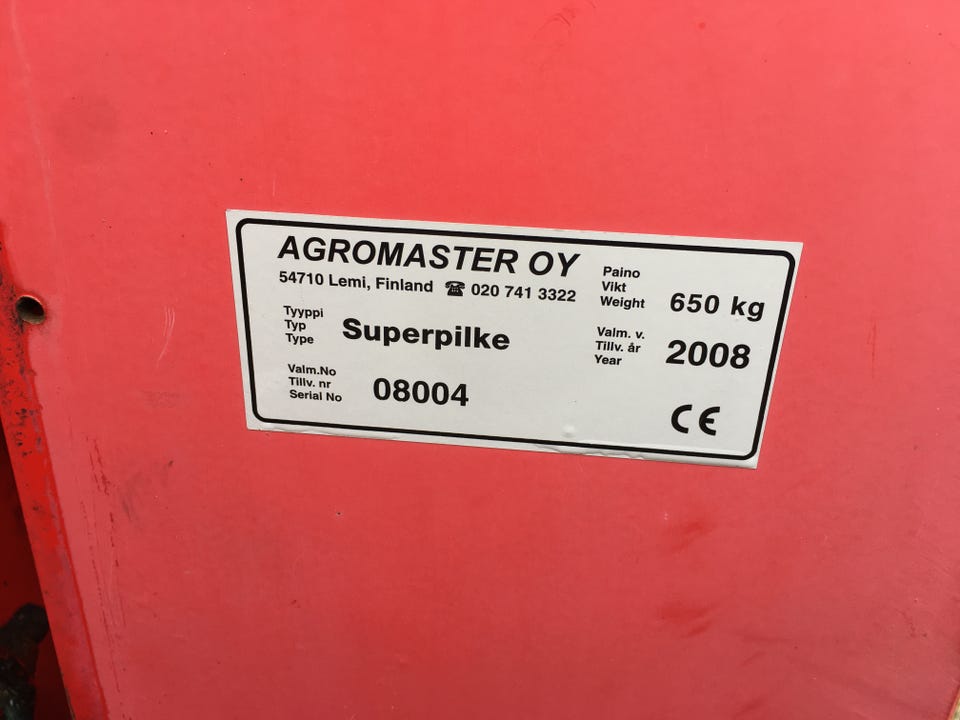 AGROMASTER OY
54710 Lemi, Finland ☎ 020 741 3322
Paino
Vikt
Weight 650 kg
Tyyppi
Typ
Type Superpilke
Valm. v.
Tillv. år
Year 2008
Valm.No
Tillv. nr
Serial No 08004
CE